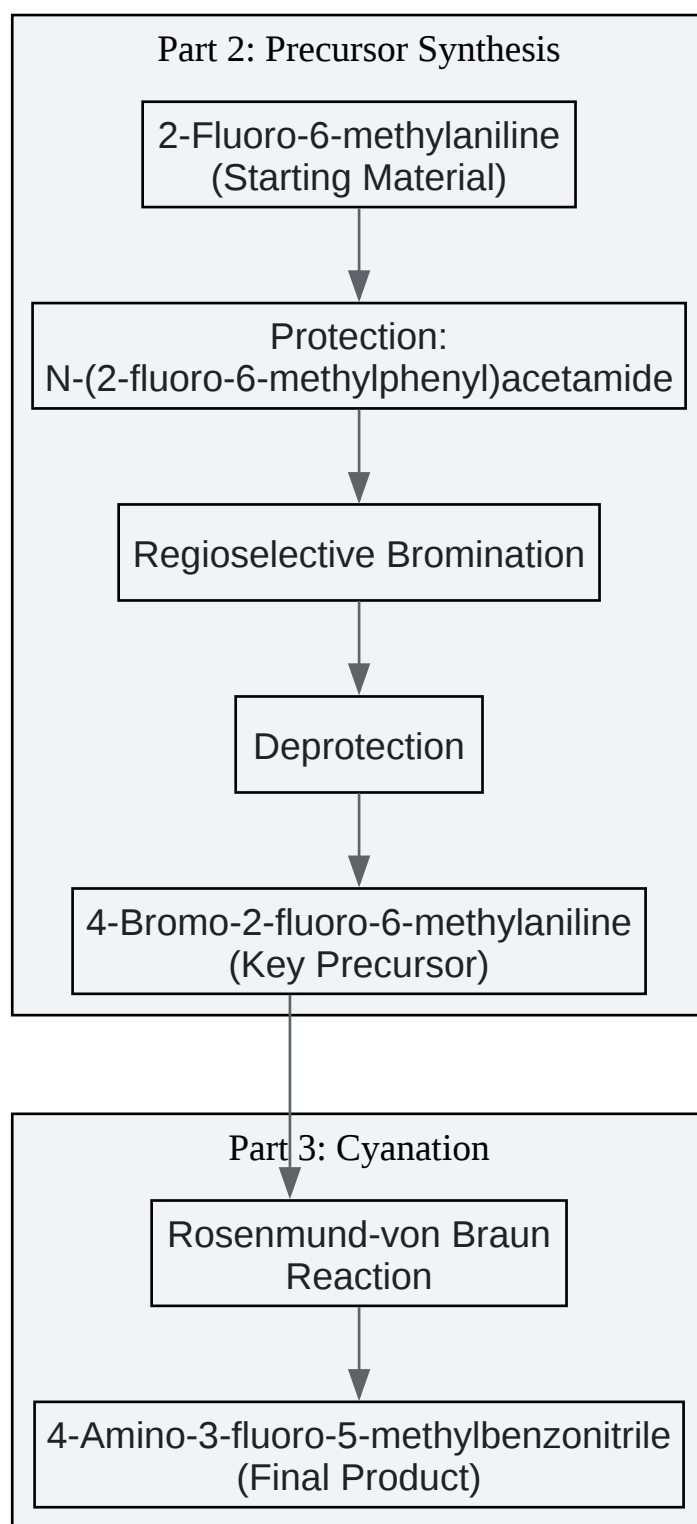 Part 2: Precursor Synthesis
2-Fluoro-6-methylaniline
(Starting Material)
Protection:
N-(2-fluoro-6-methylphenyl)acetamide
Regioselective Bromination
Deprotection
4-Bromo-2-fluoro-6-methylaniline
(Key Precursor)
Part 3: Cyanation
Rosenmund-von Braun
Reaction
4-Amino-3-fluoro-5-methylbenzonitrile
(Final Product)